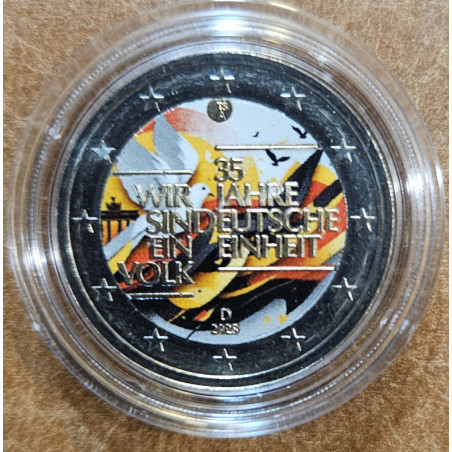 35
WIR JAHRE
SIND DEUTSCHE
EIN EINHEIT
VOLK
D
2025